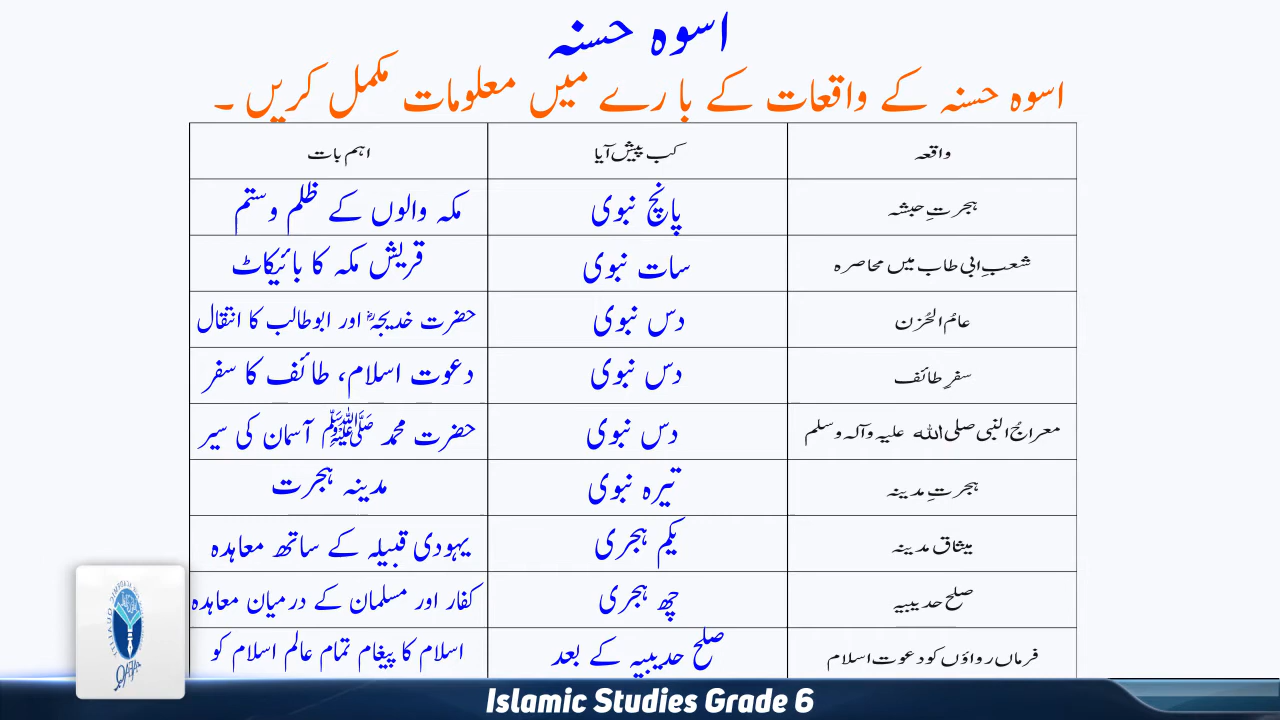 اسوہ حسنہ
اسوہ حسنہ کے واقعات کے بارے میں معلومات مکمل کریں ۔
واقعہ کب پیش آیا اہم بات
ہجرتِ حبشہ پانچ نبوی مکہ والوں کے ظلم وستم
شعبِ ابی طاب میں محاصرہ سات نبوی قریش مکہ کا بائیکاٹ
عامُ الحُزن دس نبوی حضرت خدیجہؓ اور ابوطالب کا انتقال
سفرِ طائف دس نبوی دعوت اسلام، طائف کا سفر
معراجُ النبی صلی اللہ علیہ وآلہ وسلم دس نبوی حضرت محمد ﷺ آسمان کی سیر
ہجرتِ مدینہ تیرہ نبوی مدینہ ہجرت
میثاق مدینہ یکم ہجری یہودی قبیلہ کے ساتھ معاہدہ
صلح حدیبیہ چھ ہجری کفار اور مسلمان کے درمیان معاہدہ
فرماں رواؤں کو دعوت اسلام صلح حدیبیہ کے بعد اسلام کا پیغام تمام عالم اسلام کو
Islamic Studies Grade 6